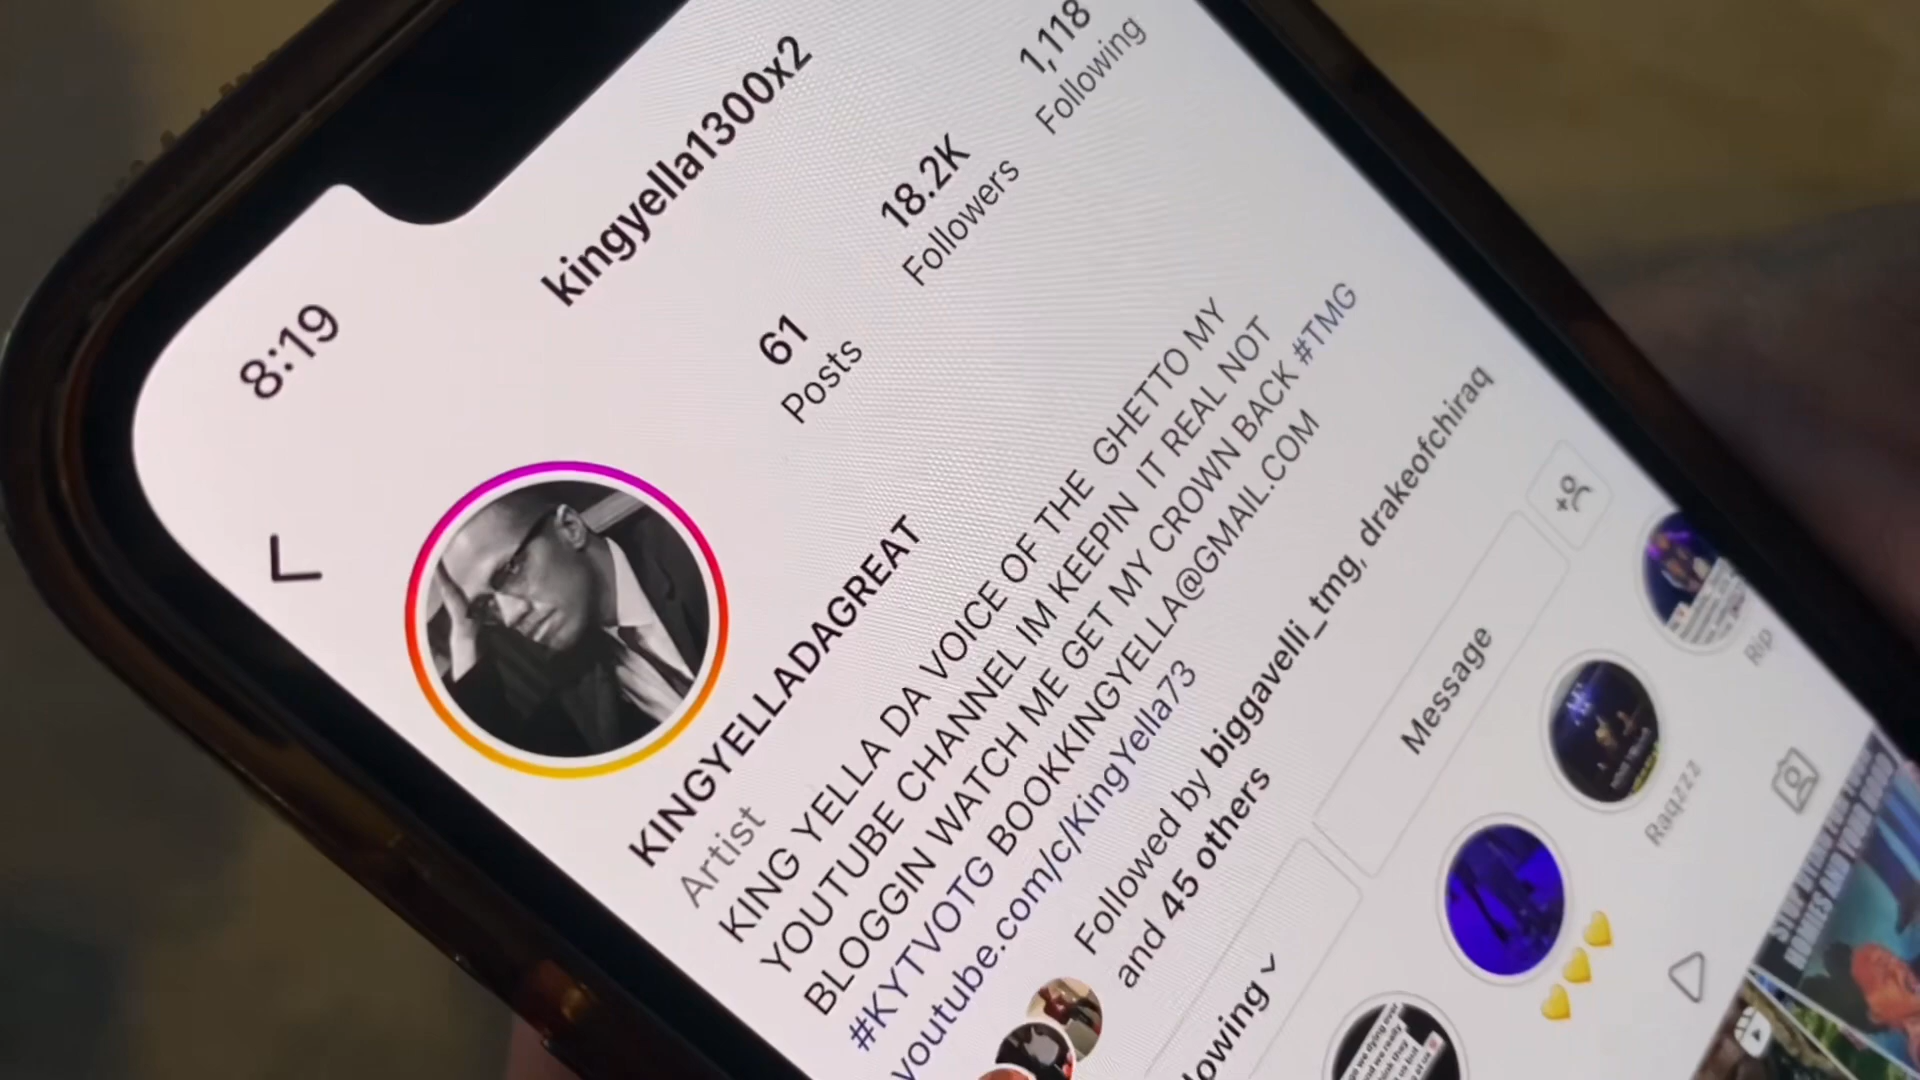 8:19
kingyella1300x2
61
Posts
18.2K
Followers
1,118
Following
KINGYELLADAGREAT
Artist
KING YELLA DA VOICE OF THE GHETTO MY
YOUTUBE CHANNEL IM KEEPIN IT REAL NOT
BLOGGIN WATCH ME GET MY CROWN BACK #TMG
#KYTVOTG BOOKKINGYELLA@GMAIL.COM
youtube.com/c/KingYella73
Followed by biggavelli_tmg, drakeofchiraq
and 45 others
lowing
Message
Raqzzz
Rip